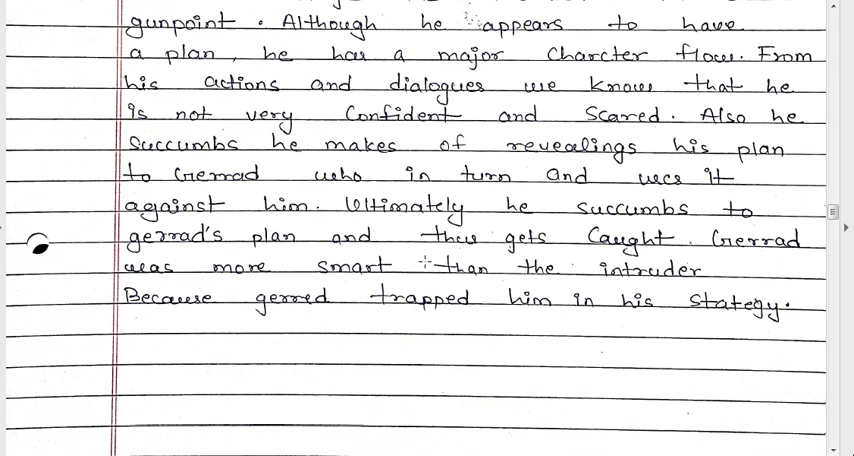 gunpoint. Although he appears to have
a plan, he has a major charcter flow. From
his actions and dialogues we know that he
is not very confident and scared. Also he
succumbs he makes of revealings his plan
to Gerrad who in turn and uses it
against him. Ultimately he succumbs to
gerrad's plan and thus gets caught. Gerrad
was more smart than the intruder
Because gerred trapped him in his stategy.